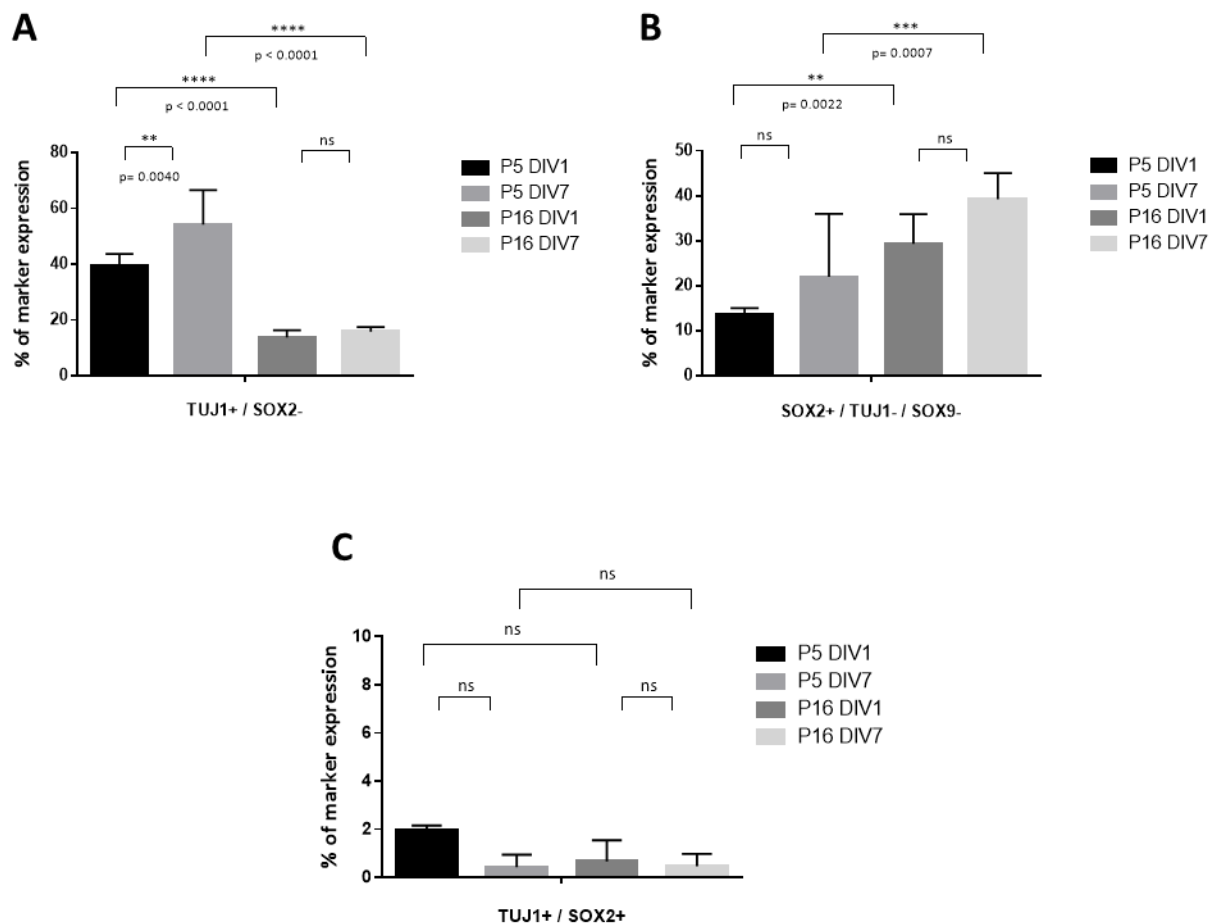 A
****
p < 0.0001
****
p < 0.0001
**
p= 0.0040
ns
80
60
40
20
0
% of marker expression
TUJ1+ / SOX2-
P5 DIV1
P5 DIV7
P16 DIV1
P16 DIV7
B
***
p= 0.0007
**
p= 0.0022
ns
ns
50
40
30
20
10
0
% of marker expression
SOX2+ / TUJ1- / SOX9-
P5 DIV1
P5 DIV7
P16 DIV1
P16 DIV7
C
ns
ns
ns
ns
10
8
6
4
2
0
% of marker expression
TUJ1+ / SOX2+
P5 DIV1
P5 DIV7
P16 DIV1
P16 DIV7